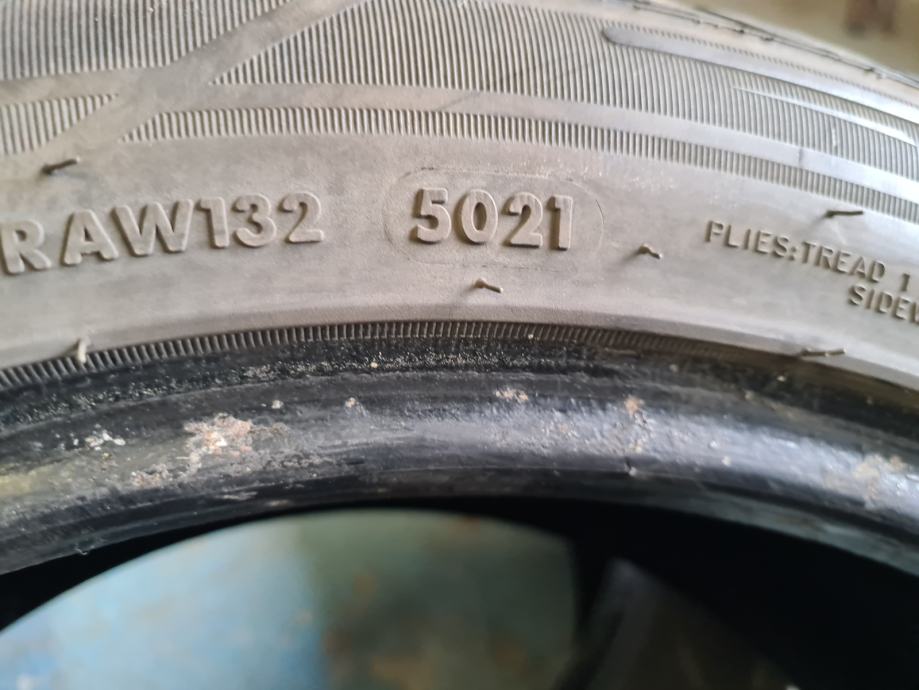 RAW132 5021
PLIES:TREAD 1
SIDEW